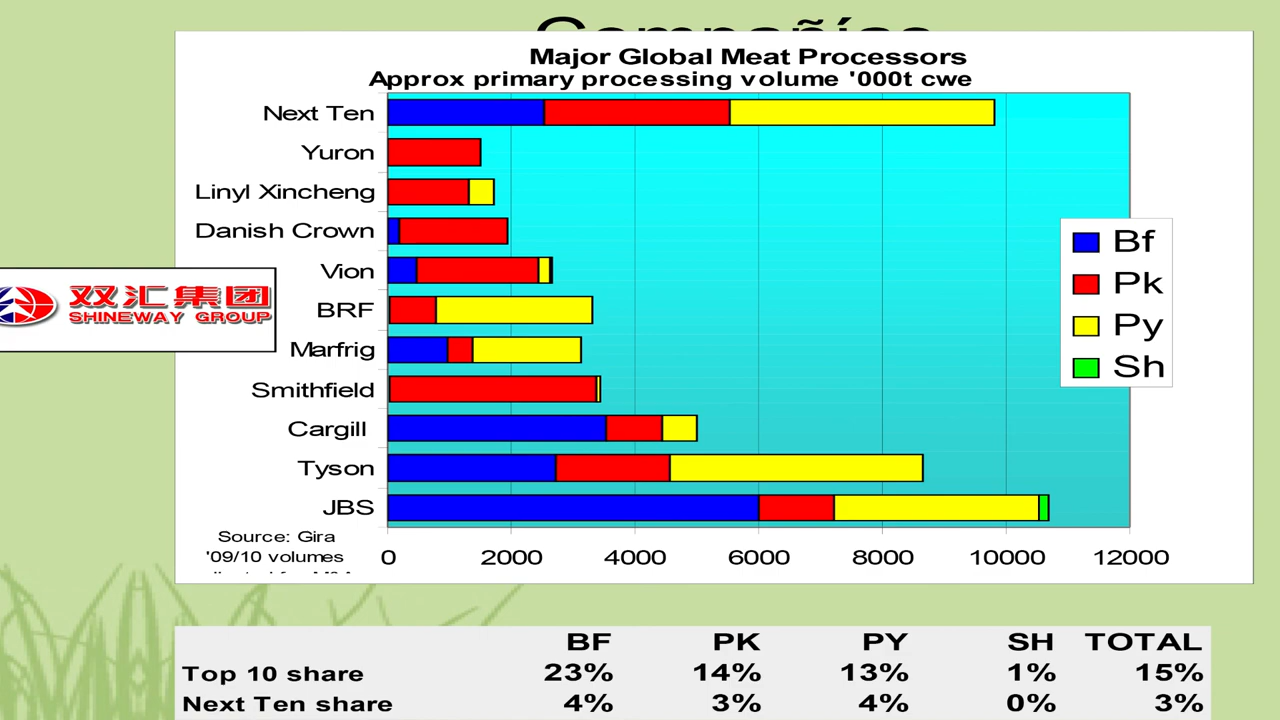 Compañías
Major Global Meat Processors
Approx primary processing volume '000t cwe
Next Ten
Yuron
Linyl Xincheng
Danish Crown
Vion
BRF
Marfrig
Smithfield
Cargill
Tyson
JBS
0 2000 4000 6000 8000 10000 12000
Bf
Pk
Py
Sh
双汇集团
SHINEWAY GROUP
Source: Gira
'09/10 volumes
BF PK PY SH TOTAL
Top 10 share 23% 14% 13% 1% 15%
Next Ten share 4% 3% 4% 0% 3%